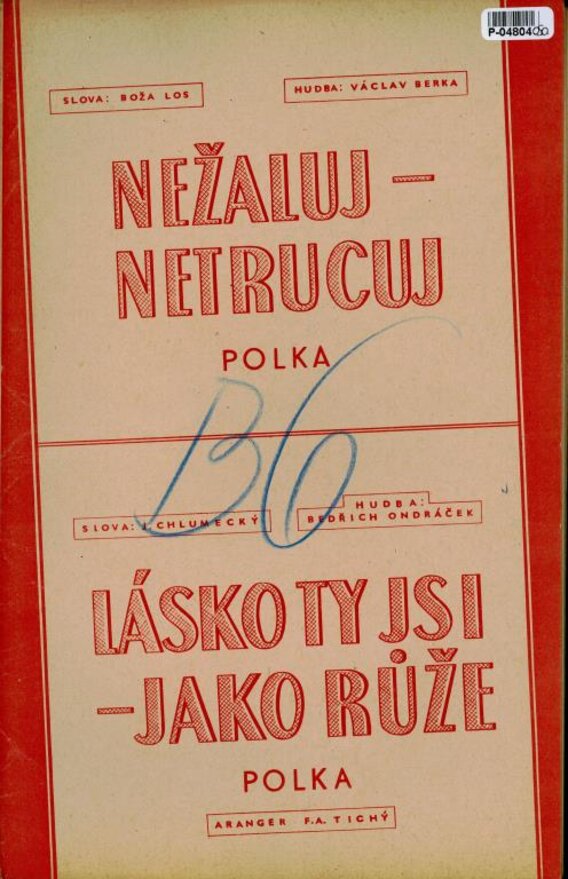 P-04804
SLOVA: BOŽA LOS
HUDBA: VÁCLAV BERKA
NEŽALUJ –
NETRUCUJ
POLKA
B6
SLOVA: J. CHLUMECKÝ
HUDBA:
BEDŘICH ONDRÁČEK
LÁSKO TY JSI
–JAKO RŮŽE
POLKA
ARANGER F.A. TICHÝ